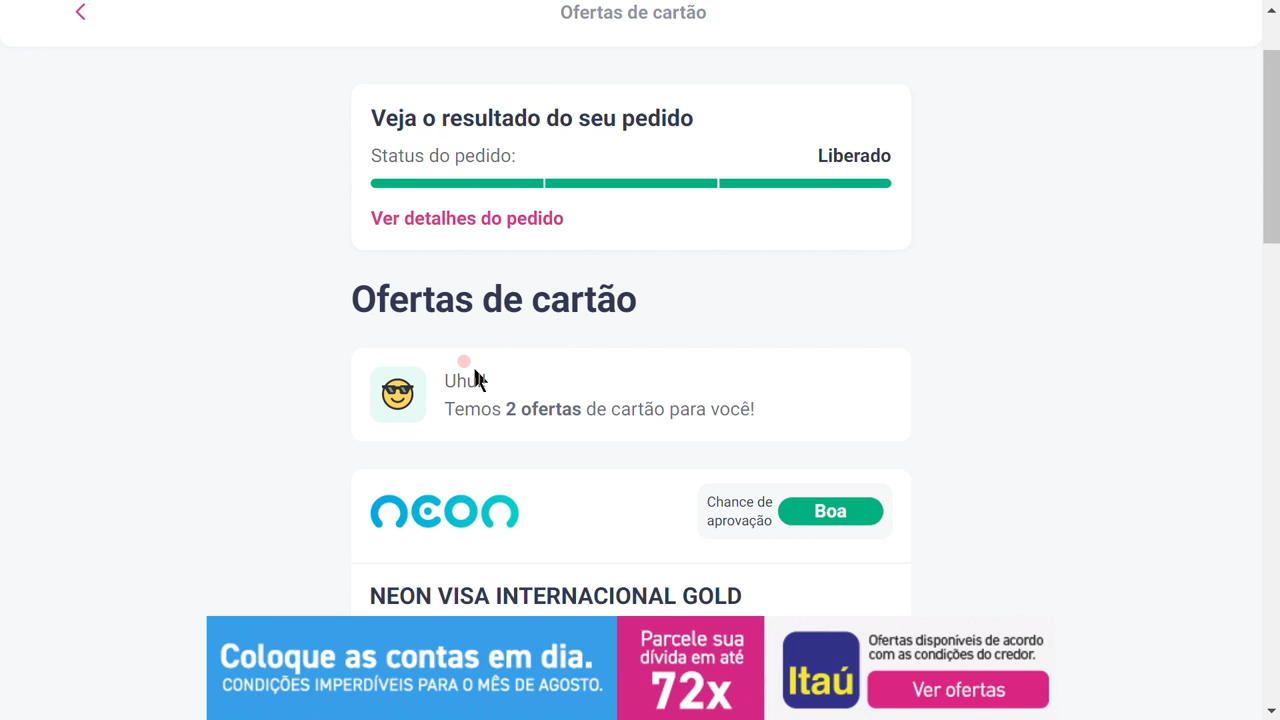 Ofertas de cartão
Veja o resultado do seu pedido
Status do pedido: Liberado
Ver detalhes do pedido
Ofertas de cartão
Temos 2 ofertas de cartão para você!
neon
Chance de
aprovação
Boa
NEON VISA INTERNACIONAL GOLD
Coloque as contas em dia.
CONDIÇÕES IMPERDÍVEIS PARA O MÊS DE AGOSTO.
Parcele sua
dívida em até
72x
Itaú
Ofertas disponíveis de acordo
com as condições do credor.
Ver ofertas